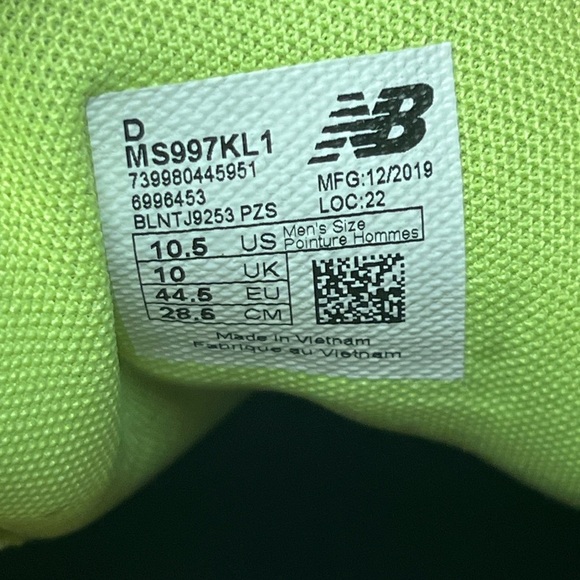 D
MS997KL1
739980445951
6996453
BLNTJ9253 PZS
NB
MFG:12/2019
LOC:22
10.5 US Men's Size
Pointure Hommes
10 UK
44.5 EU
28.5 CM
Made in Vietnam
Fabriqué au Vietnam